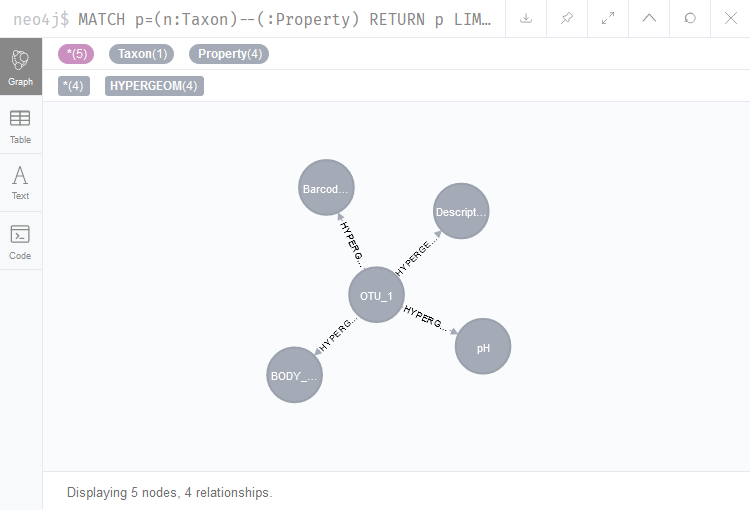 neo4j$ MATCH p=(n:Taxon)--(:Property) RETURN p LIM…
*(5) Taxon(1) Property(4)
*(4) HYPERGEOM(4)
Graph
Table
Text
Code
Barcod…
Descript…
HYPERG…
HYPERGE…
OTU_1
HYPERG…
HYPERG…
pH
BODY_…
Displaying 5 nodes, 4 relationships.